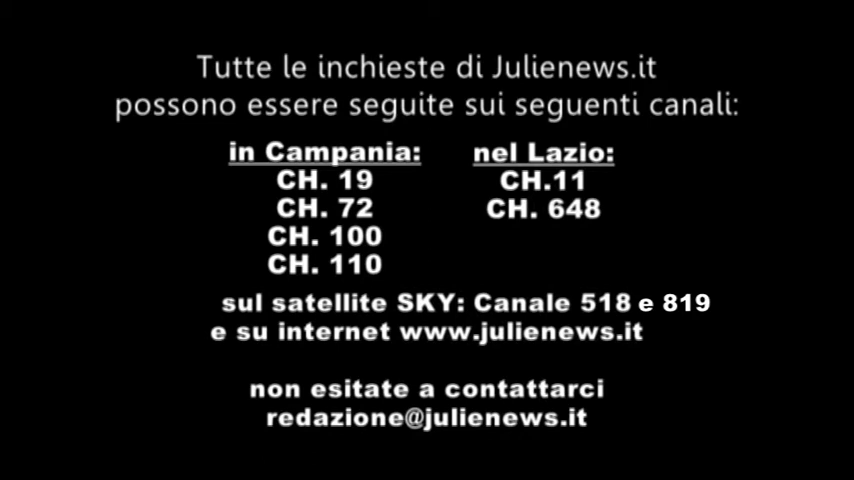 Tutte le inchieste di Julienews.it
possono essere seguite sui seguenti canali:
in Campania:
CH. 19
CH. 72
CH. 100
CH. 110
nel Lazio:
CH.11
CH. 648
sul satellite SKY: Canale 518 e 819
e su internet www.julienews.it
non esitate a contattarci
redazione@julienews.it